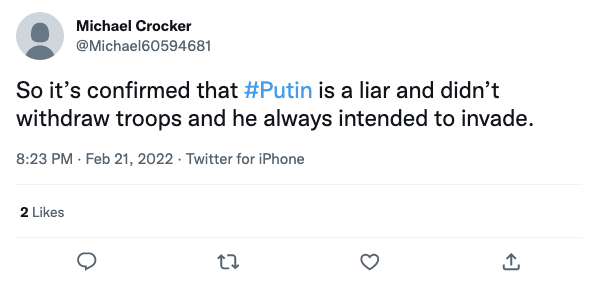 Michael Crocker
@Michael60594681
So it’s confirmed that #Putin is a liar and didn’t
withdraw troops and he always intended to invade.
8:23 PM · Feb 21, 2022 · Twitter for iPhone
2 Likes